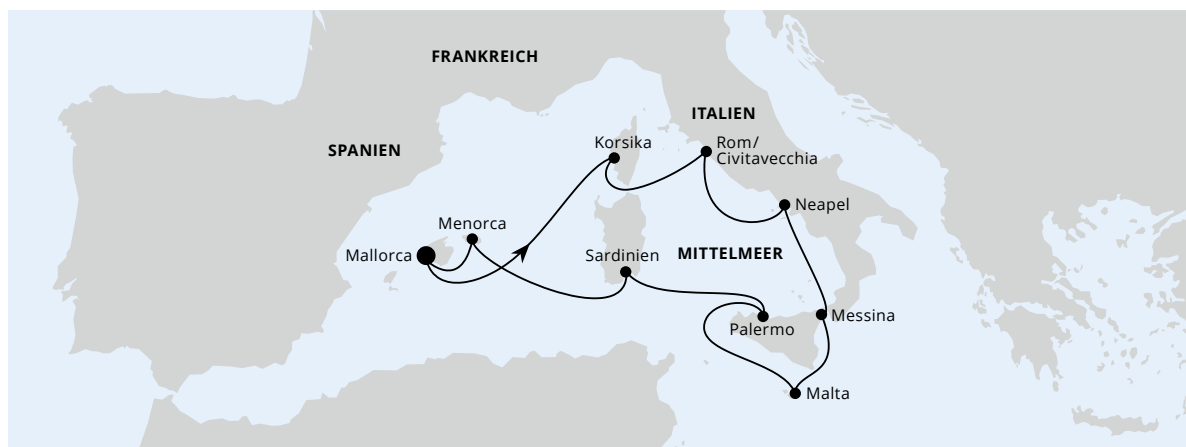 FRANKREICH
ITALIEN
SPANIEN
Korsika
Rom/
Civitavecchia
Neapel
Menorca
Mallorca
Sardinien
MITTELMEER
Messina
Palermo
Malta